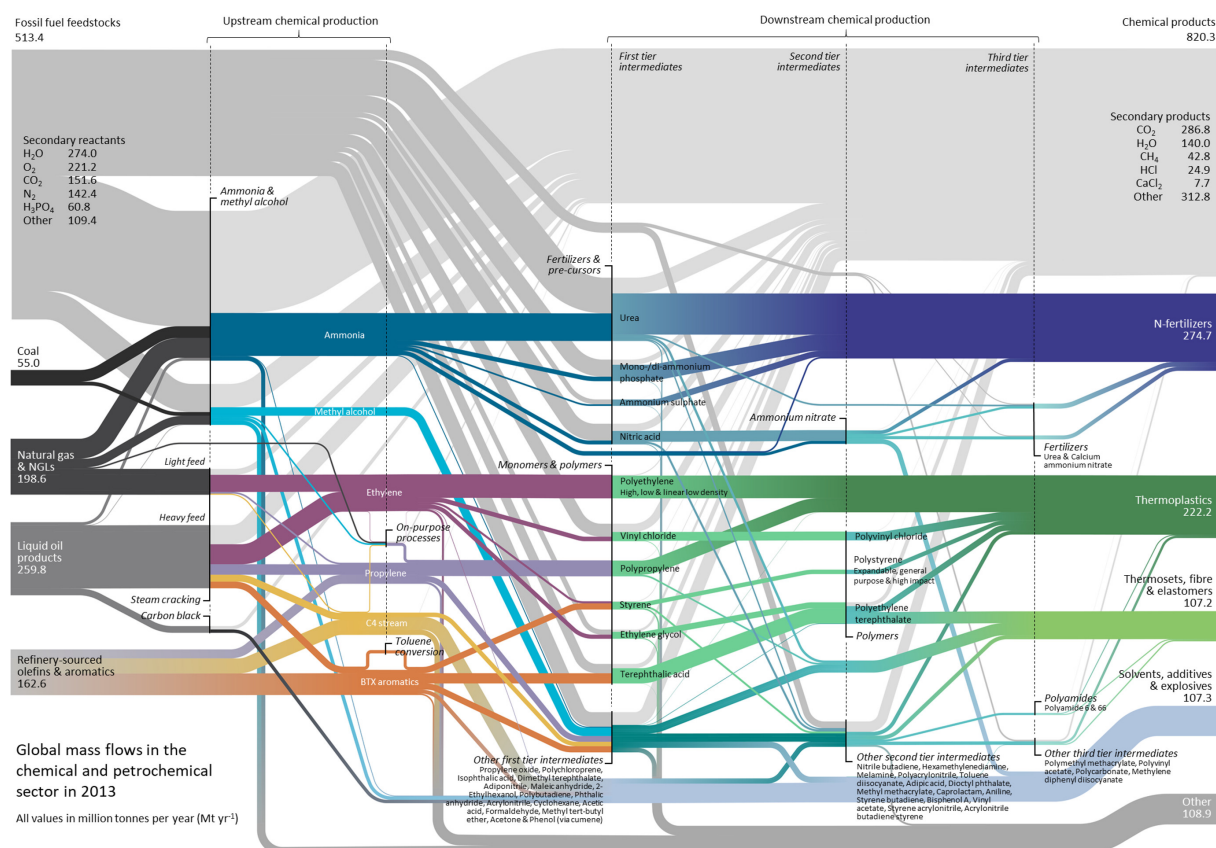 Fossil fuel feedstocks
513.4
Upstream chemical production
Downstream chemical production
Chemical products
820.3
First tier
intermediates
Second tier
intermediates
Third tier
intermediates
Secondary reactants
H₂O 274.0
O₂ 221.2
CO₂ 151.6
N₂ 142.4
H₃PO₄ 60.8
Other 109.4
Secondary products
CO₂ 286.8
H₂O 140.0
CH₄ 42.8
HCl 24.9
CaCl₂ 7.7
Other 312.8
Ammonia &
methyl alcohol
Fertilizers &
pre-cursors
Coal
55.0
Ammonia
Urea
N-fertilizers
274.7
Mono-/di-ammonium
phosphate
Ammonium sulphate
Methyl alcohol
Ammonium nitrate
Nitric acid
Fertilizers
Urea & Calcium
ammonium nitrate
Natural gas
& NGLs
198.6
Light feed
Monomers & polymers
Ethylene
Polyethylene
High, low & linear low density
Thermoplastics
222.2
Heavy feed
On-purpose
processes
Vinyl chloride
Polyvinyl chloride
Liquid oil
products
259.8
Propylene
Polypropylene
Polystyrene
Expandable, general
purpose & high impact
Thermosets, fibre
& elastomers
107.2
Steam cracking
Carbon black
Styrene
Polyethylene
terephthalate
C4 stream
Ethylene glycol
Polymers
Toluene
conversion
Refinery-sourced
olefins & aromatics
162.6
BTX aromatics
Terephthalic acid
Solvents, additives
& explosives
107.3
Polyamides
Polyamide 6 & 66
Global mass flows in the
chemical and petrochemical
sector in 2013
All values in million tonnes per year (Mt yr⁻¹)
Other first tier intermediates
Propylene oxide, Polychloroprene,
Isophthalic acid, Dimethyl terephthalate,
Adiponitrile, Maleic anhydride, 2-
Ethylhexanol, Polybutadiene, Phthalic
anhydride, Acrylonitrile, Cyclohexane, Acetic
acid, Formaldehyde, Methyl tert-butyl
ether, Acetone & Phenol (via cumene)
Other second tier intermediates
Nitrile butadiene, Hexamethylenediamine,
Melamine, Polyacrylonitrile, Toluene
diisocyanate, Adipic acid, Dioctyl phthalate,
Methyl methacrylate, Caprolactam, Aniline,
Styrene butadiene, Bisphenol A, Vinyl
acetate, Styrene acrylonitrile, Acrylonitrile
butadiene styrene
Other third tier intermediates
Polymethyl methacrylate, Polyvinyl
acetate, Polycarbonate, Methylene
diphenyl diisocyanate
Other
108.9